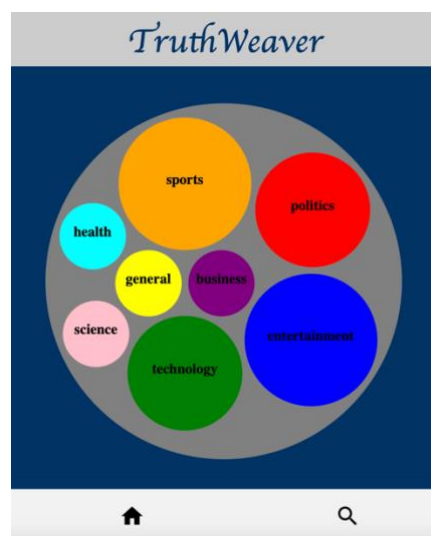 TruthWeaver
sports
politics
health
general
business
science
entertainment
technology